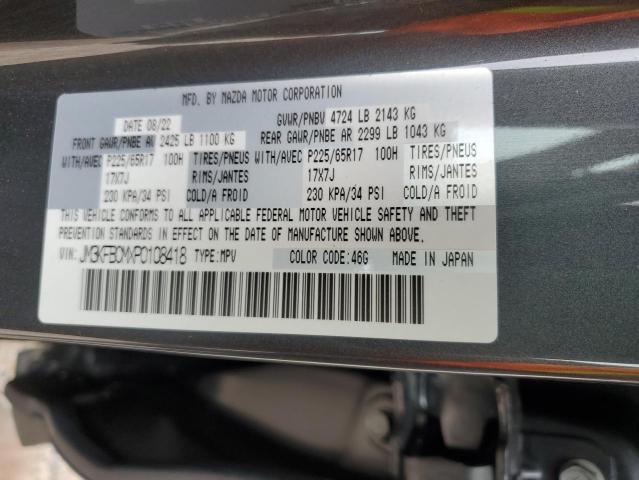 MFD. BY MAZDA MOTOR CORPORATION
DATE 08/22 GVWR/PNBV 4724 LB 2143 KG
FRONT GAWR/PNBE AV 2425 LB 1100 KG REAR GAWR/PNBE AR 2299 LB 1043 KG
WITH/AVEC P225/65R17 100H TIRES/PNEUS WITH/AVEC P225/65R17 100H TIRES/PNEUS
17X7J RIMS/JANTES 17X7J RIMS/JANTES
230 KPA/34 PSI COLD/A FROID 230 KPA/34 PSI COLD/A FROID
THIS VEHICLE CONFORMS TO ALL APPLICABLE FEDERAL MOTOR VEHICLE SAFETY AND THEFT
PREVENTION STANDARDS IN EFFECT ON THE DATE OF MANUFACTURE SHOWN ABOVE.
VIN: JM3KFBCMXP0108418 TYPE:MPV COLOR CODE:46G MADE IN JAPAN